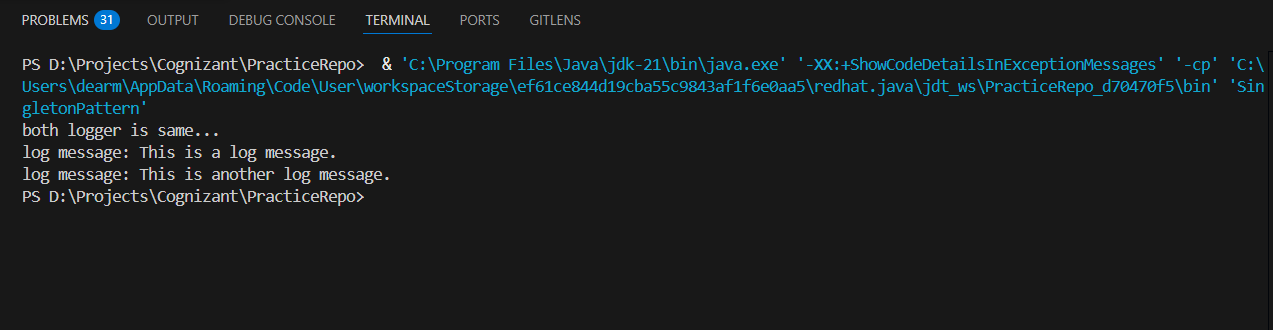 PROBLEMS 31 OUTPUT DEBUG CONSOLE TERMINAL PORTS GITLENS
PS D:\Projects\Cognizant\PracticeRepo>  & 'C:\Program Files\Java\jdk-21\bin\java.exe' '-XX:+ShowCodeDetailsInExceptionMessages' '-cp' 'C:\
Users\dearm\AppData\Roaming\Code\User\workspaceStorage\ef61ce844d19cba55c9843af1f6e0aa5\redhat.java\jdt_ws\PracticeRepo_d70470f5\bin' 'Sin
gletonPattern'
both logger is same...
log message: This is a log message.
log message: This is another log message.
PS D:\Projects\Cognizant\PracticeRepo>